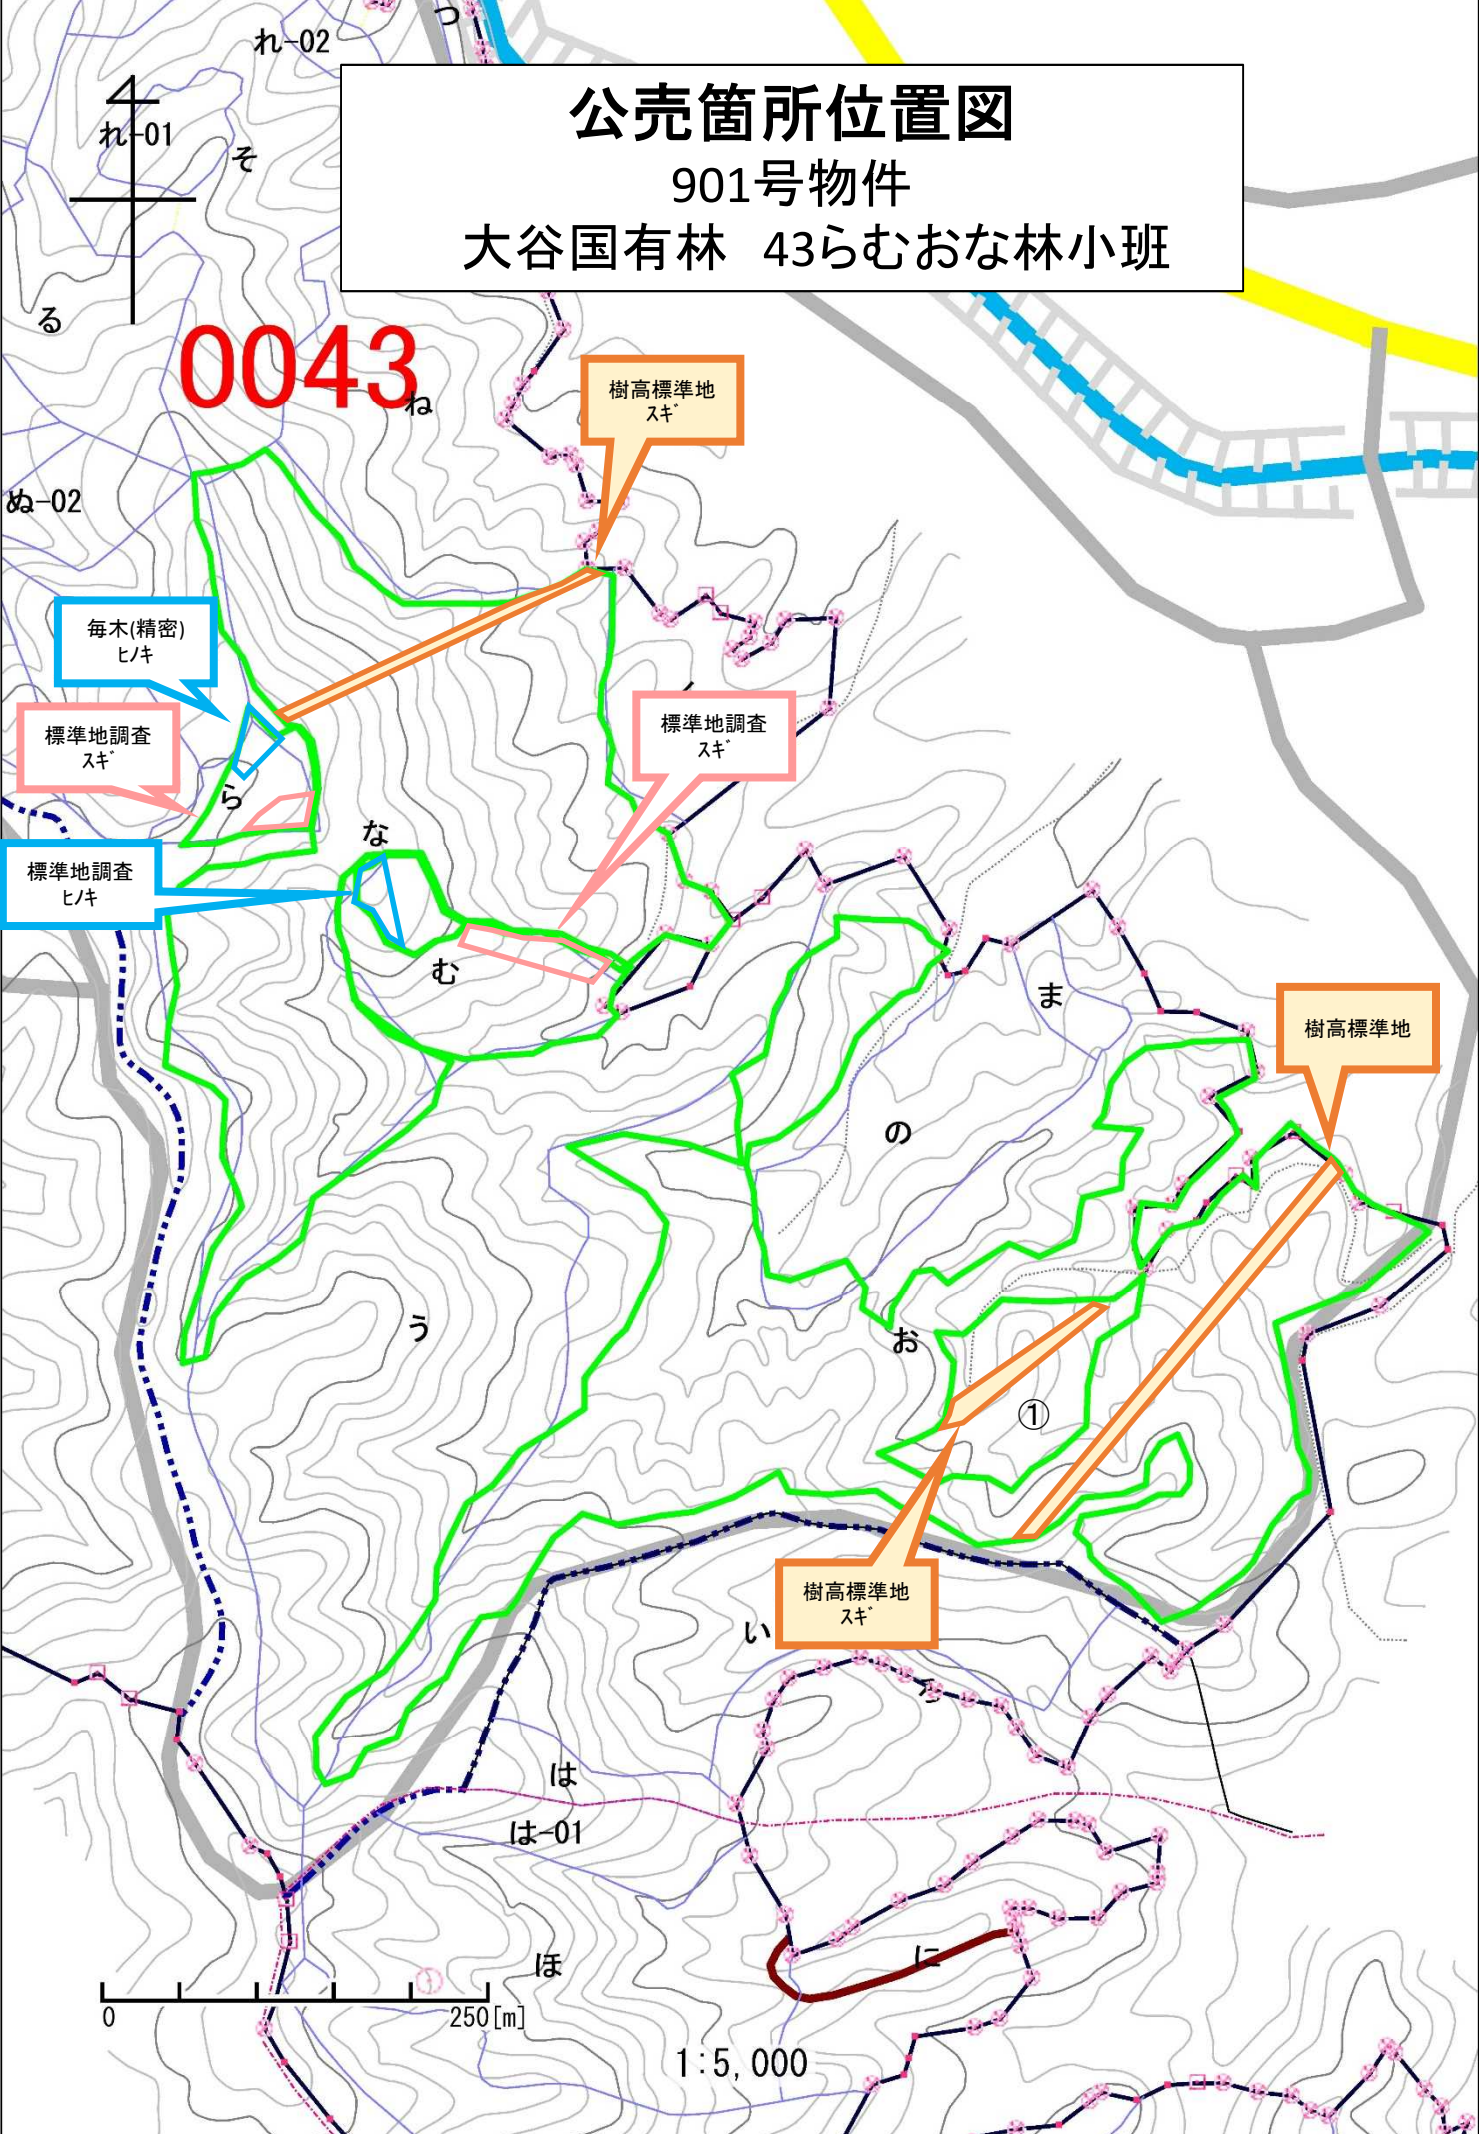 つ
れ-02
公売箇所位置図
901号物件
大谷国有林 43らむおな林小班
れ-01
そ
る
0043
ね
樹高標準地
スギ
ぬ-02
毎木(精密)
ヒノキ
標準地調査
スギ
標準地調査
スギ
ら
な
標準地調査
ヒノキ
む
ま
樹高標準地
の
う
お
①
樹高標準地
スギ
い
ろ
は
は-01
に
ほ
0
250[m]
1:5,000